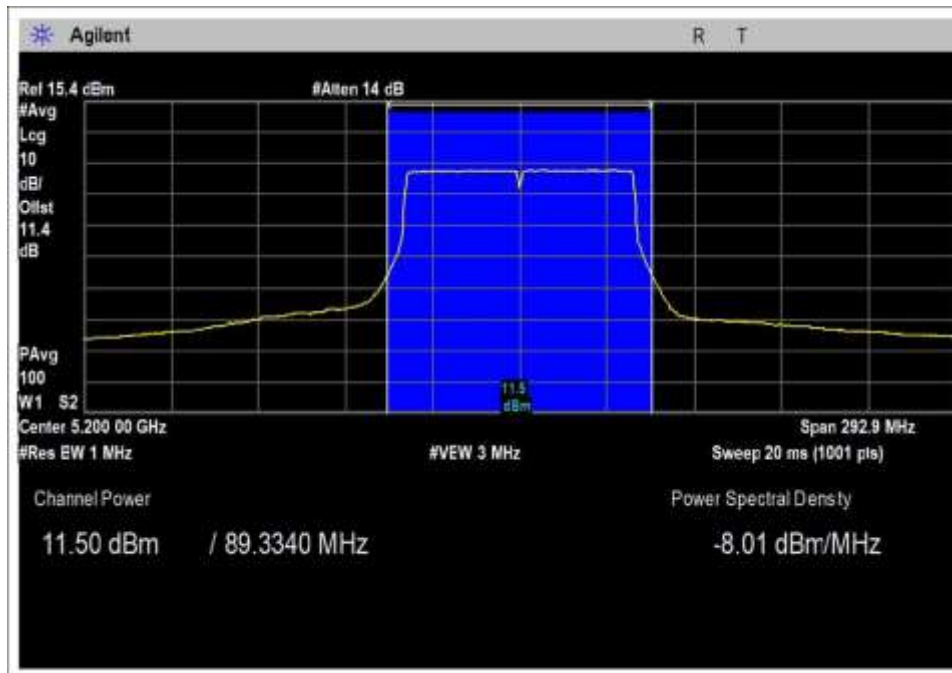 Agilent R T
Ref 15.4 dBm #Atten 14 dB
#Avg
Log
10
dB/
Offst
11.4
dB
PAvg
100
W1 S2
11.5
dBm
Center 5.200 00 GHz Span 292.9 MHz
#Res BW 1 MHz #VBW 3 MHz Sweep 20 ms (1001 pts)
Channel Power Power Spectral Density
11.50 dBm / 89.3340 MHz -8.01 dBm/MHz